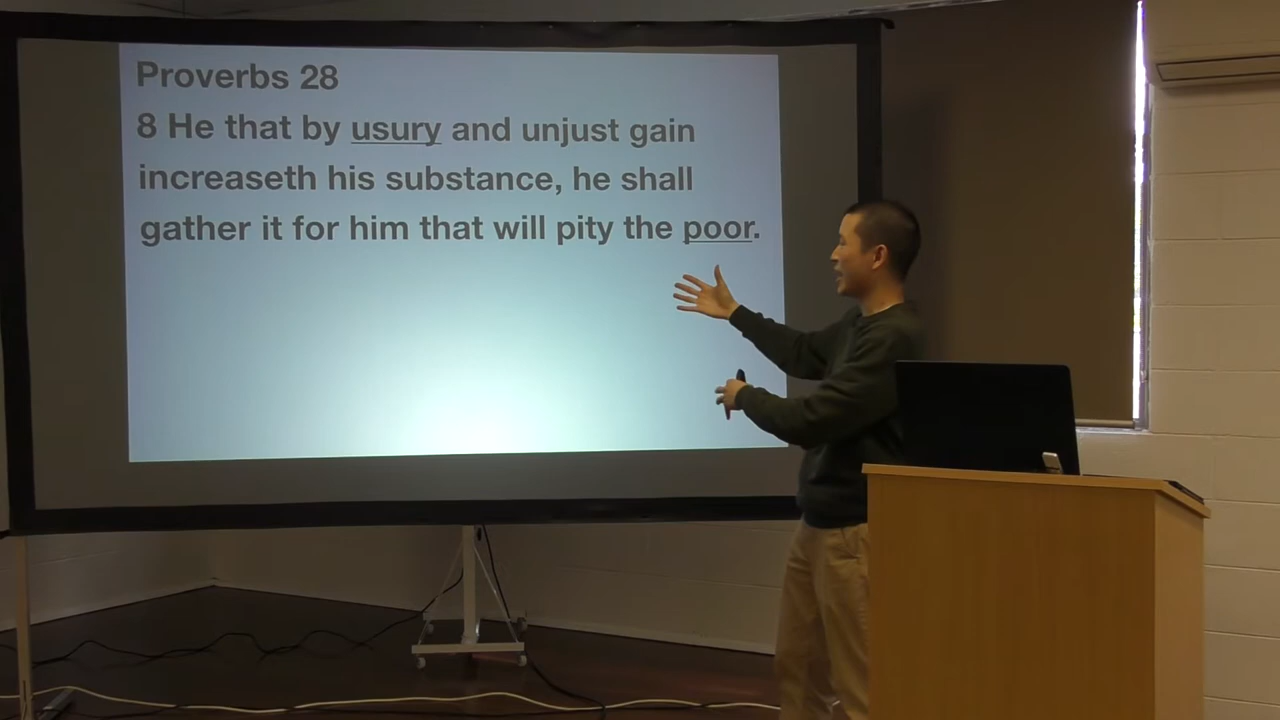 Proverbs 28
8 He that by usury and unjust gain
increaseth his substance, he shall
gather it for him that will pity the poor.